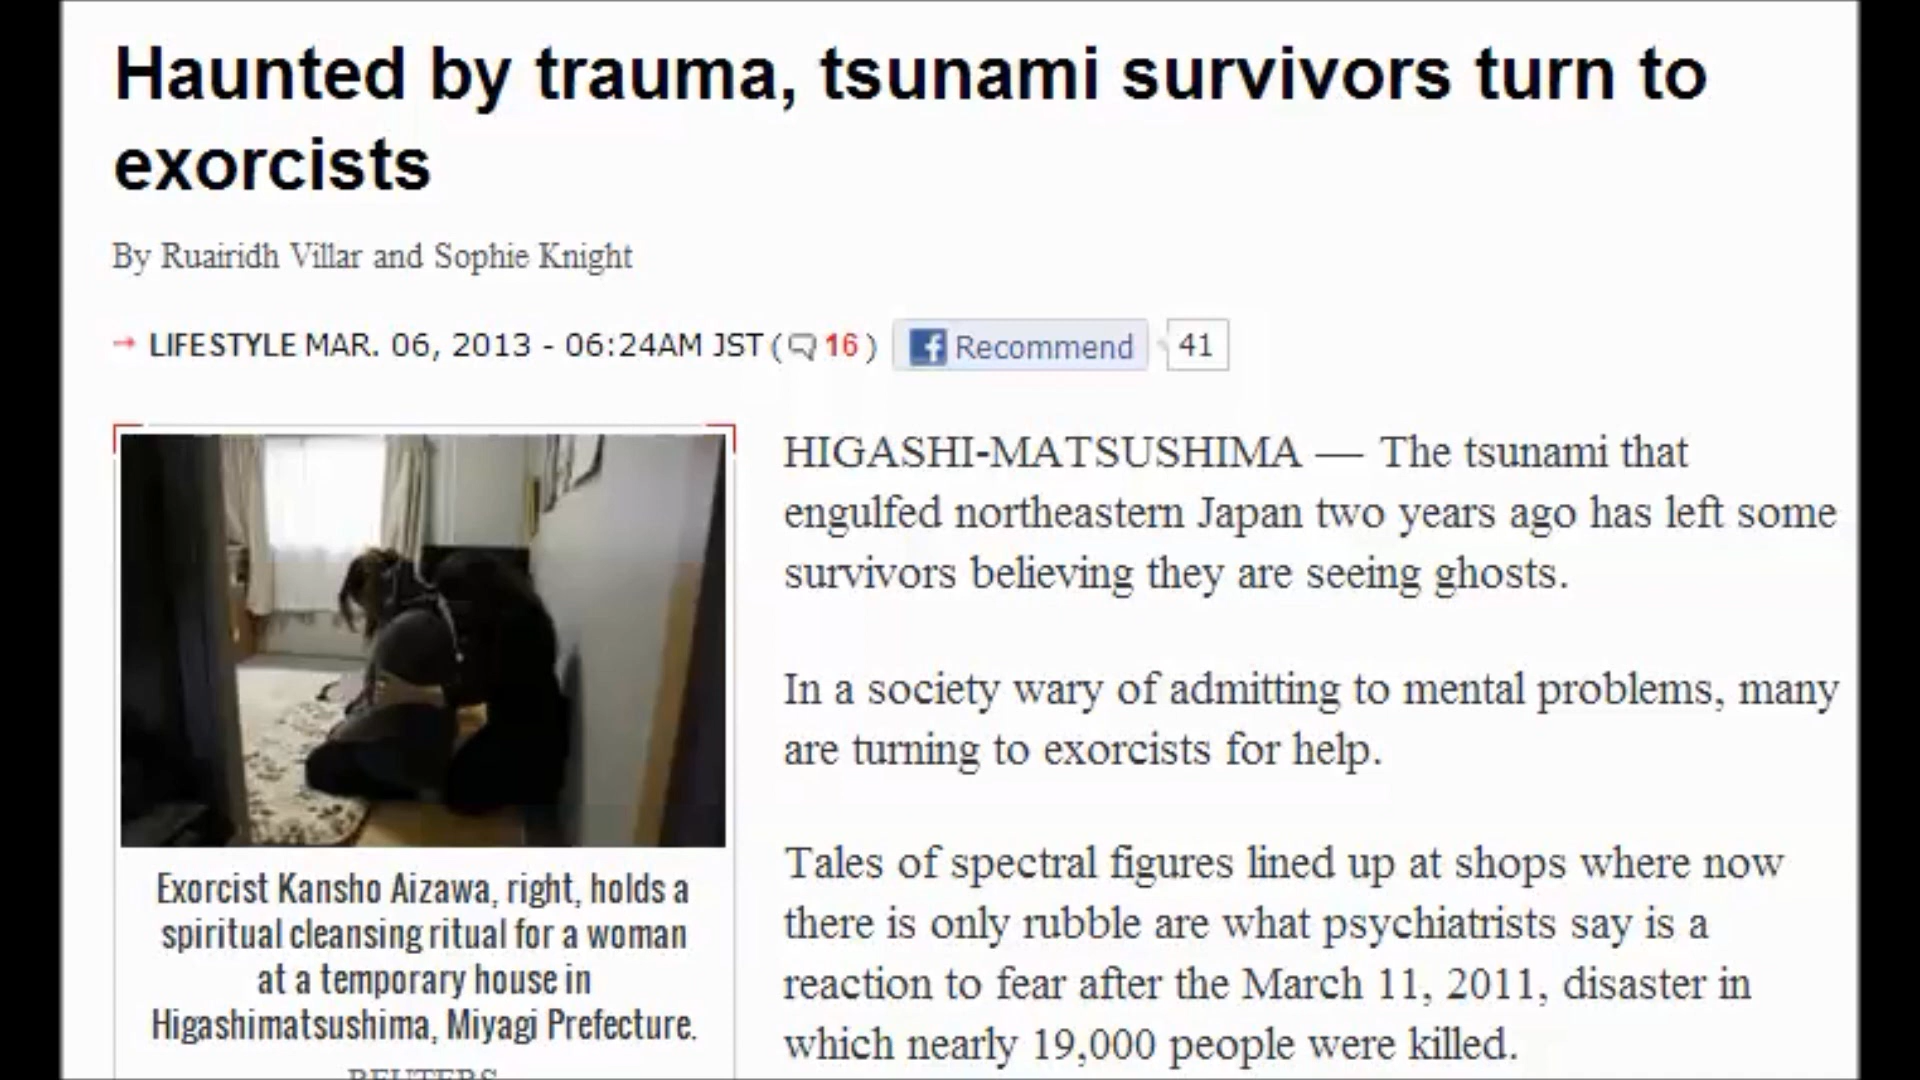 Haunted by trauma, tsunami survivors turn to
exorcists
By Ruairidh Villar and Sophie Knight
→ LIFESTYLE MAR. 06, 2013 - 06:24AM JST ( 16 ) Recommend 41
Exorcist Kansho Aizawa, right, holds a
spiritual cleansing ritual for a woman
at a temporary house in
Higashimatsushima, Miyagi Prefecture.
REUTERS
HIGASHI-MATSUSHIMA — The tsunami that
engulfed northeastern Japan two years ago has left some
survivors believing they are seeing ghosts.
In a society wary of admitting to mental problems, many
are turning to exorcists for help.
Tales of spectral figures lined up at shops where now
there is only rubble are what psychiatrists say is a
reaction to fear after the March 11, 2011, disaster in
which nearly 19,000 people were killed.